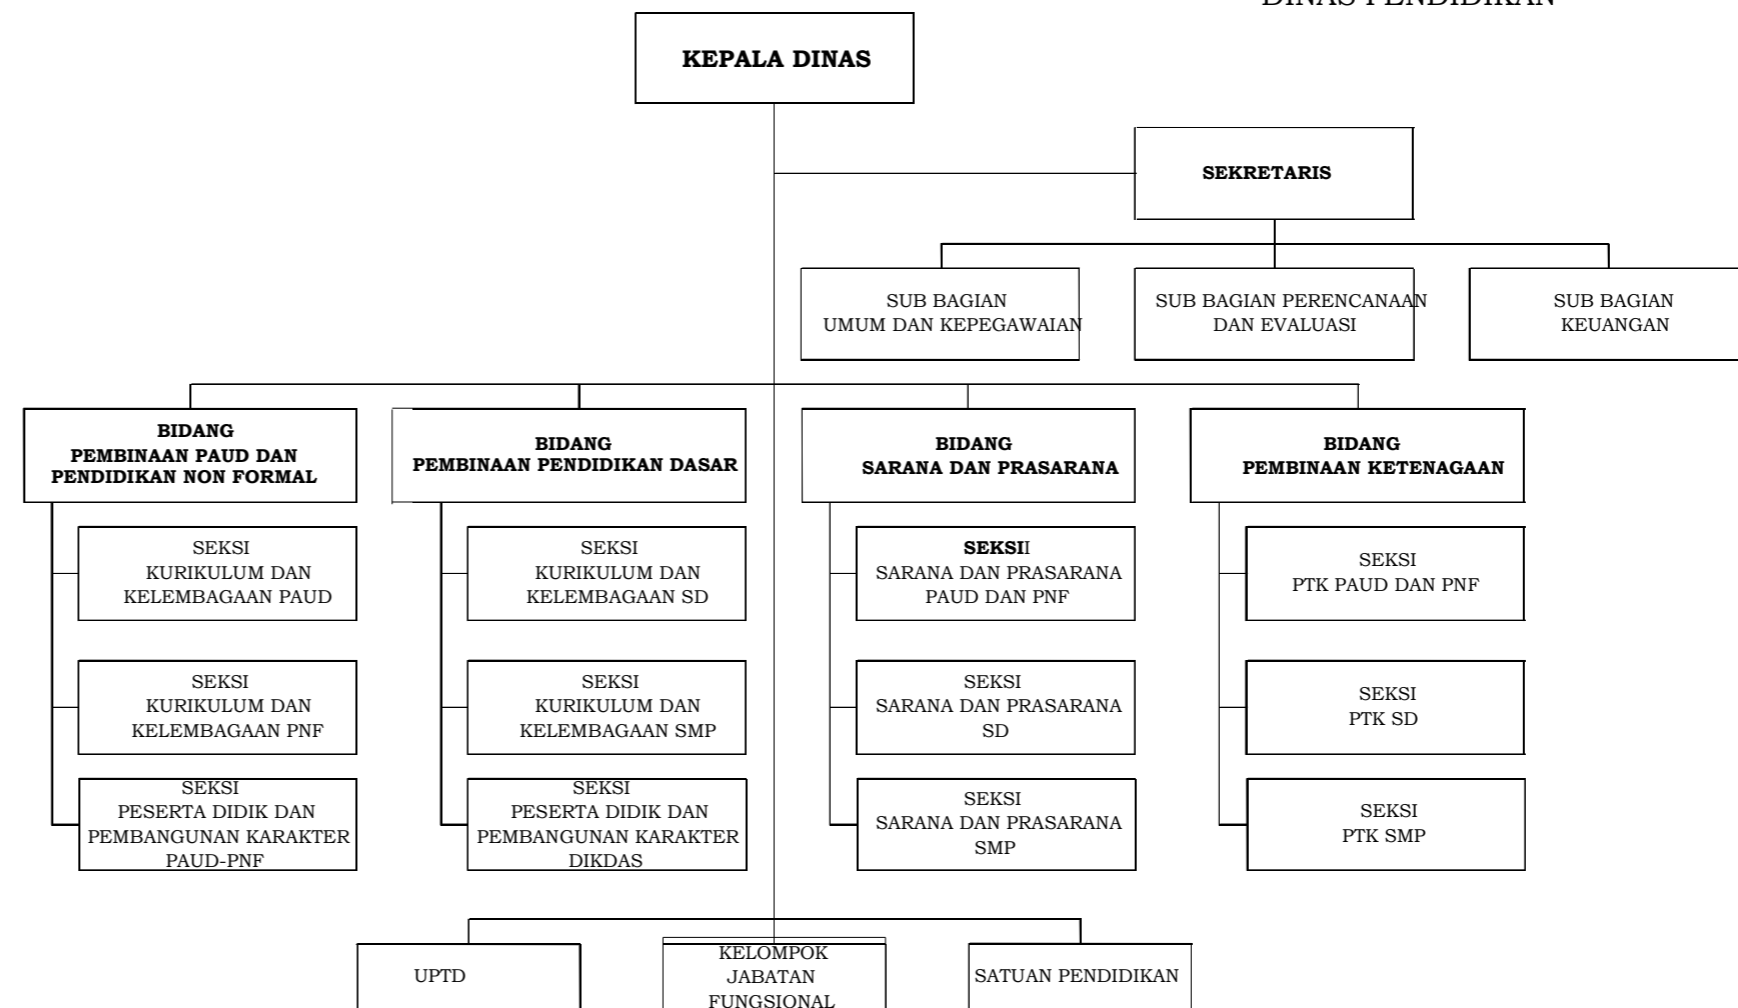 DINAS PENDIDIKAN
KEPALA DINAS
SEKRETARIS
SUB BAGIAN
UMUM DAN KEPEGAWAIAN
SUB BAGIAN PERENCANAAN
DAN EVALUASI
SUB BAGIAN
KEUANGAN
BIDANG
PEMBINAAN PAUD DAN
PENDIDIKAN NON FORMAL
BIDANG
PEMBINAAN PENDIDIKAN DASAR
BIDANG
SARANA DAN PRASARANA
BIDANG
PEMBINAAN KETENAGAAN
SEKSI
KURIKULUM DAN
KELEMBAGAAN PAUD
SEKSI
KURIKULUM DAN
KELEMBAGAAN SD
SEKSII
SARANA DAN PRASARANA
PAUD DAN PNF
SEKSI
PTK PAUD DAN PNF
SEKSI
KURIKULUM DAN
KELEMBAGAAN PNF
SEKSI
KURIKULUM DAN
KELEMBAGAAN SMP
SEKSI
SARANA DAN PRASARANA
SD
SEKSI
PTK SD
SEKSI
PESERTA DIDIK DAN
PEMBANGUNAN KARAKTER
PAUD-PNF
SEKSI
PESERTA DIDIK DAN
PEMBANGUNAN KARAKTER
DIKDAS
SEKSI
SARANA DAN PRASARANA
SMP
SEKSI
PTK SMP
UPTD
KELOMPOK
JABATAN
FUNGSIONAL
SATUAN PENDIDIKAN